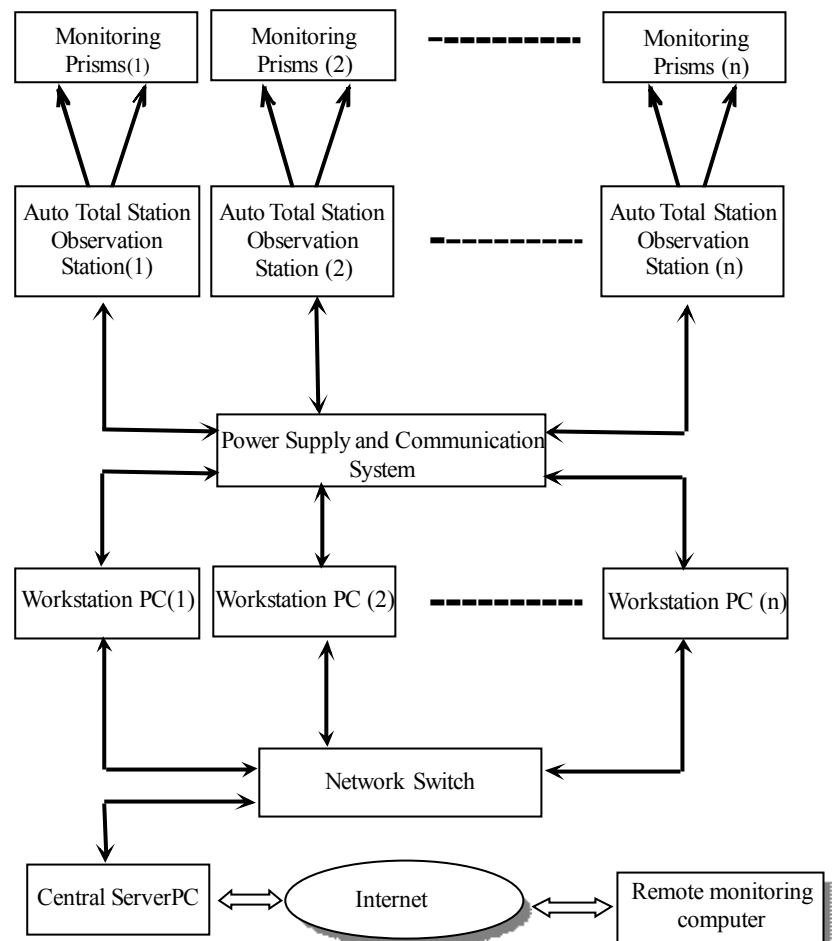 Monitoring
Prisms(1)
Monitoring
Prisms (2)
Monitoring
Prisms (n)
Auto Total Station
Observation
Station(1)
Auto Total Station
Observation
Station (2)
Auto Total Station
Observation
Station (n)
Power Supply and Communication
System
Workstation PC(1)
Workstation PC (2)
Workstation PC (n)
Network Switch
Central ServerPC
Internet
Remote monitoring
computer